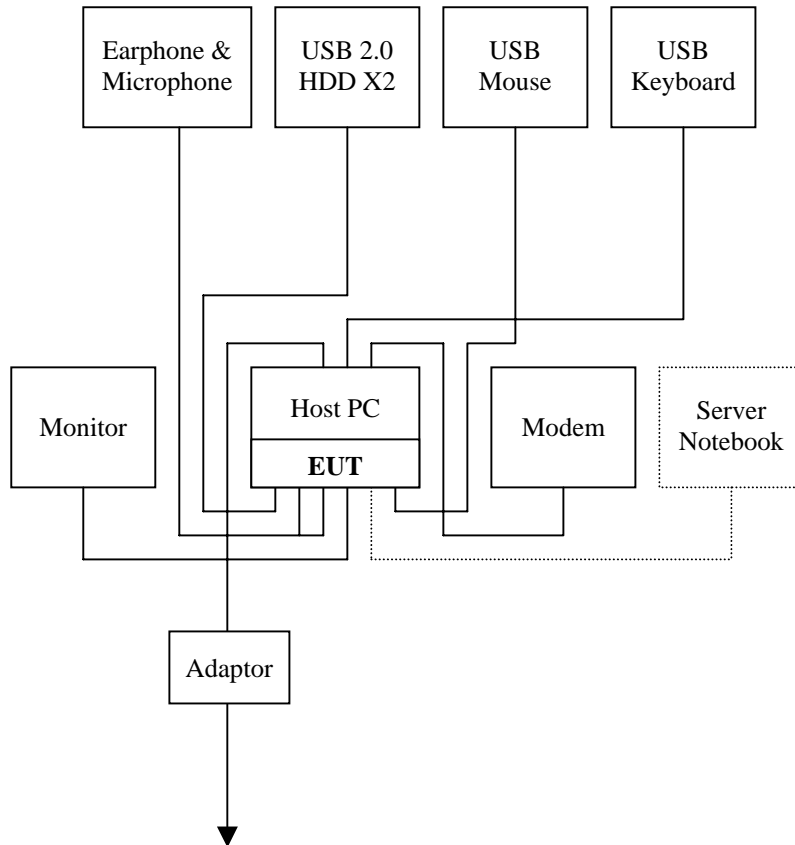 Earphone &
Microphone
USB 2.0
HDD X2
USB
Mouse
USB
Keyboard
Monitor
Host PC
EUT
Modem
Server
Notebook
Adaptor